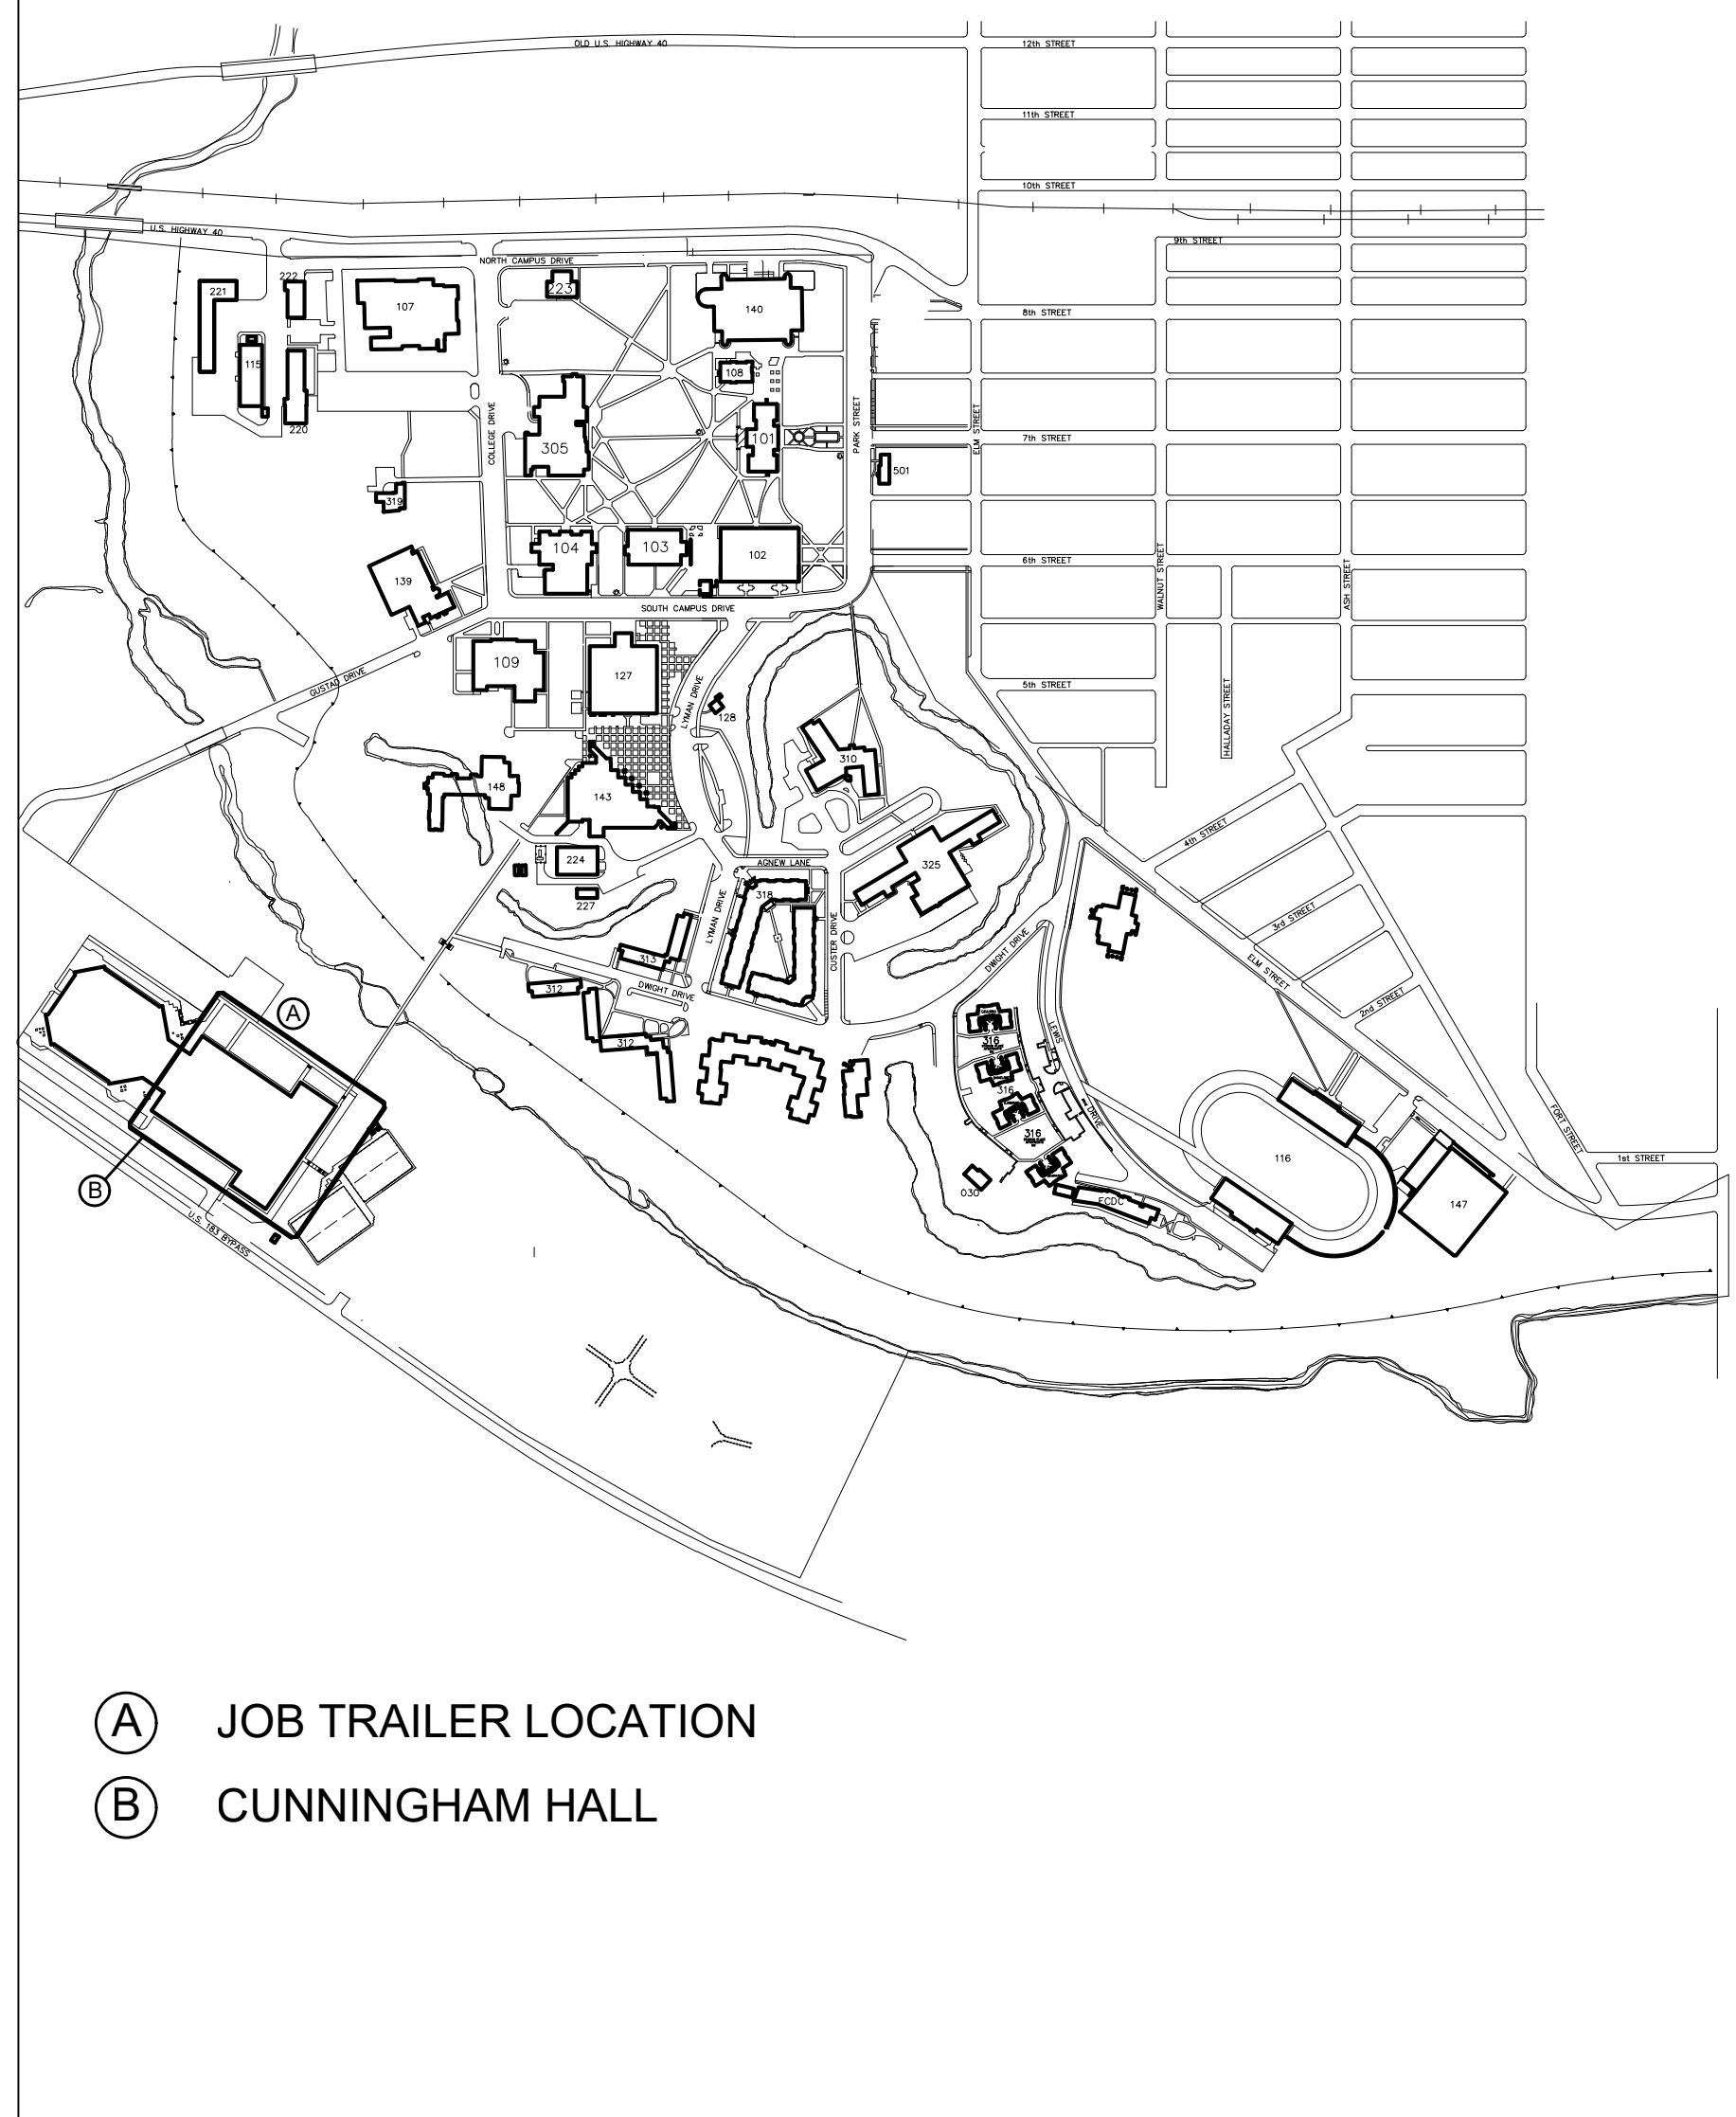 OLD U.S. HIGHWAY 40
12th STREET
11th STREET
10th STREET
U.S. HIGHWAY 40
9th STREET
NORTH CAMPUS DRIVE
222
221
223
107
140
8th STREET
115
108
220
COLLEGE DRIVE
305
101
PARK STREET
ELM STREET
7th STREET
501
319
104
103
102
6th STREET
139
WALNUT STREET
ASH STREET
SOUTH CAMPUS DRIVE
109
127
GUSTAD DRIVE
LYMAN DRIVE
128
5th STREET
HALLADAY STREET
310
148
143
4th STREET
224
AGNEW LANE
325
227
318
LYMAN DRIVE
CUSTER DRIVE
3rd STREET
313
DWIGHT DRIVE
ELM STREET
312
DWIGHT DRIVE
2nd STREET
A
312
316
LEWIS
DRIVE
316
316
FORT STREET
116
1st STREET
B
030
ECDC
147
U.S. 183 BYPASS
A JOB TRAILER LOCATION
B CUNNINGHAM HALL